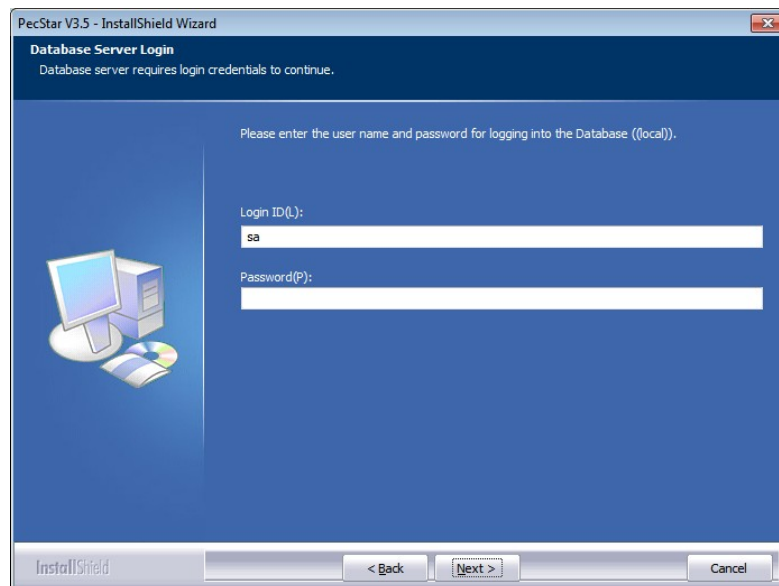 PecStar V3.5 - InstallShield Wizard
Database Server Login
Database server requires login credentials to continue.
Please enter the user name and password for logging into the Database ((local)).
Login ID(L):
sa
Password(P):
InstallShield
< Back
Next >
Cancel